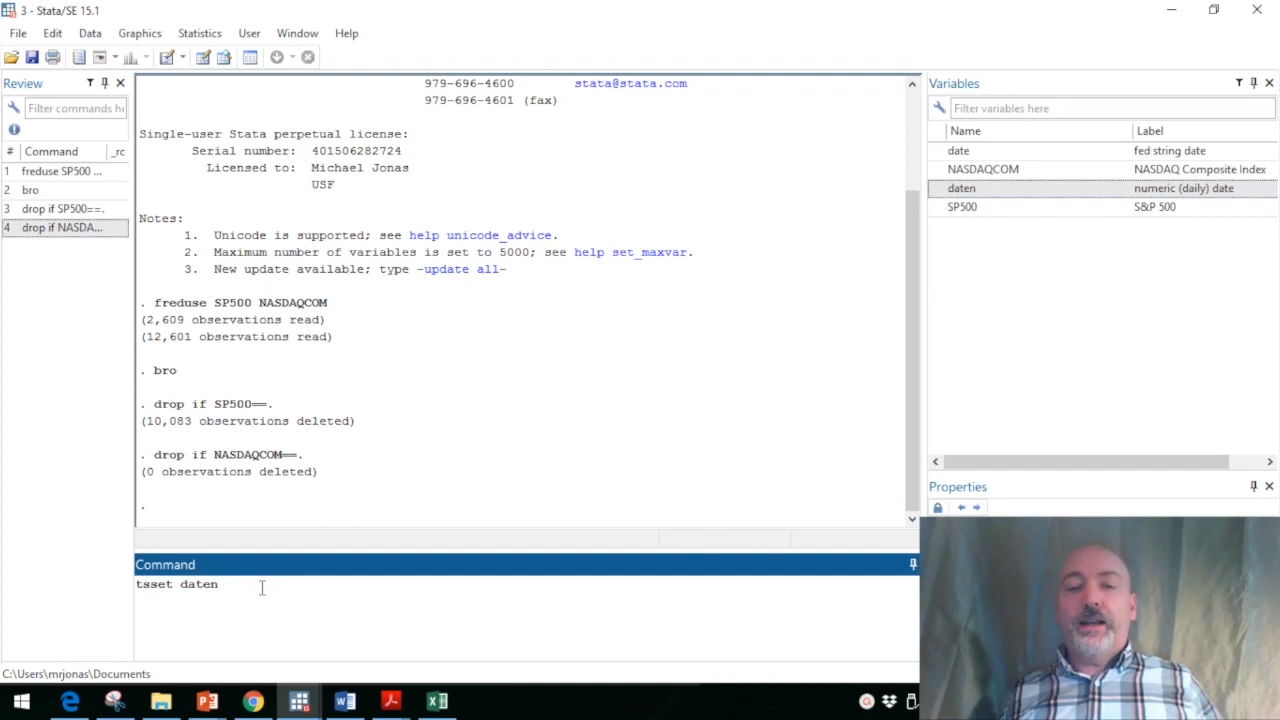 3 - Stata/SE 15.1
File Edit Data Graphics Statistics User Window Help
Review
Filter commands he
# Command _rc
1 freduse SP500 ...
2 bro
3 drop if SP500==.
4 drop if NASDA...
979-696-4600 stata@stata.com
979-696-4601 (fax)
Single-user Stata perpetual license:
Serial number: 401506282724
Licensed to: Michael Jonas
USF
Notes:
1. Unicode is supported; see help unicode_advice.
2. Maximum number of variables is set to 5000; see help set_maxvar.
3. New update available; type -update all-
. freduse SP500 NASDAQCOM
(2,609 observations read)
(12,601 observations read)
. bro
. drop if SP500==.
(10,083 observations deleted)
. drop if NASDAQCOM==.
(0 observations deleted)
.
Command
tsset daten
Variables
Filter variables here
Name Label
date fed string date
NASDAQCOM NASDAQ Composite Index
daten numeric (daily) date
SP500 S&P 500
Properties
C:\Users\mrjonas\Documents